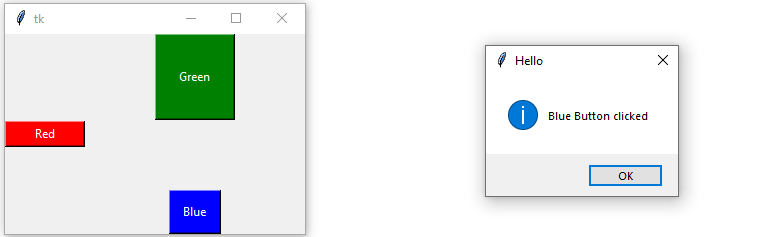 tk
Green
Red
Blue
Hello
Blue Button clicked
OK